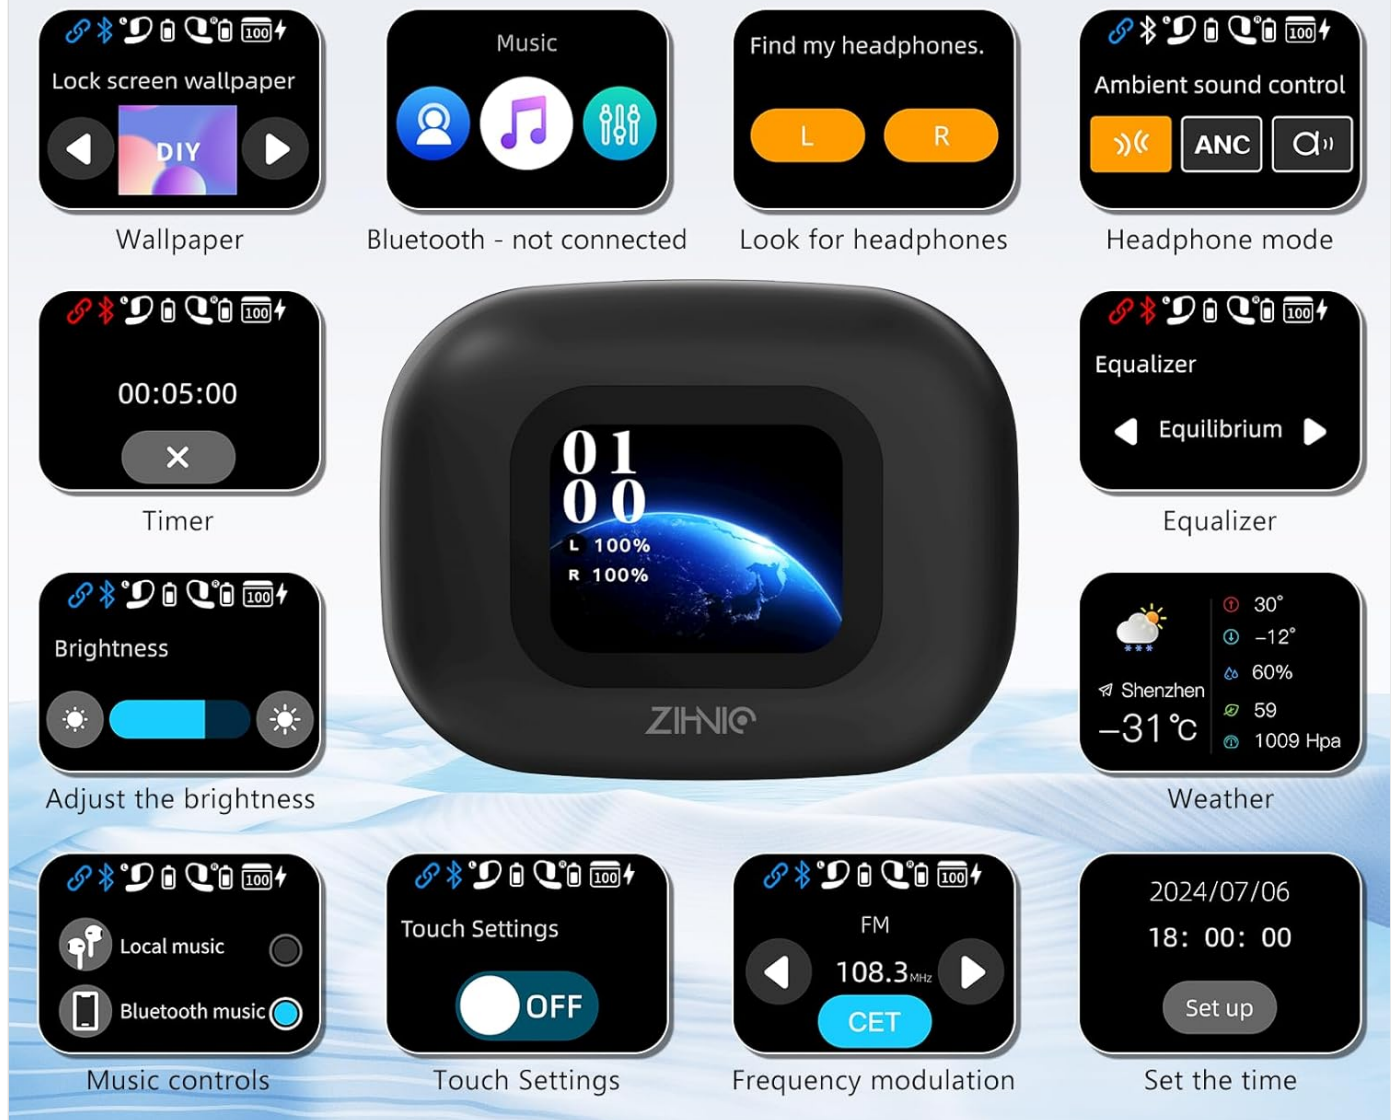 100
Lock screen wallpaper
DIY
Wallpaper
Music
Bluetooth - not connected
Find my headphones.
L
R
Look for headphones
100
Ambient sound control
ANC
Headphone mode
100
00:05:00
Timer
01
00
L 100%
R 100%
ZIHNIC
100
Equalizer
Equilibrium
Equalizer
100
Brightness
Adjust the brightness
30°
-12°
60%
59
1009 Hpa
Shenzhen
-31℃
Weather
100
Local music
Bluetooth music
Music controls
100
Touch Settings
OFF
Touch Settings
100
FM
108.3MHz
CET
Frequency modulation
2024/07/06
18: 00: 00
Set up
Set the time